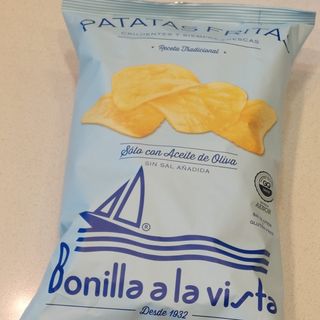 PATATAS FRITAS
CRUJIENTES Y SIEMPRE FRESCAS
Receta Tradicional
Sólo con Aceite de Oliva
SIN SAL AÑADIDA
®
Bonilla a la vista
Desde 1932